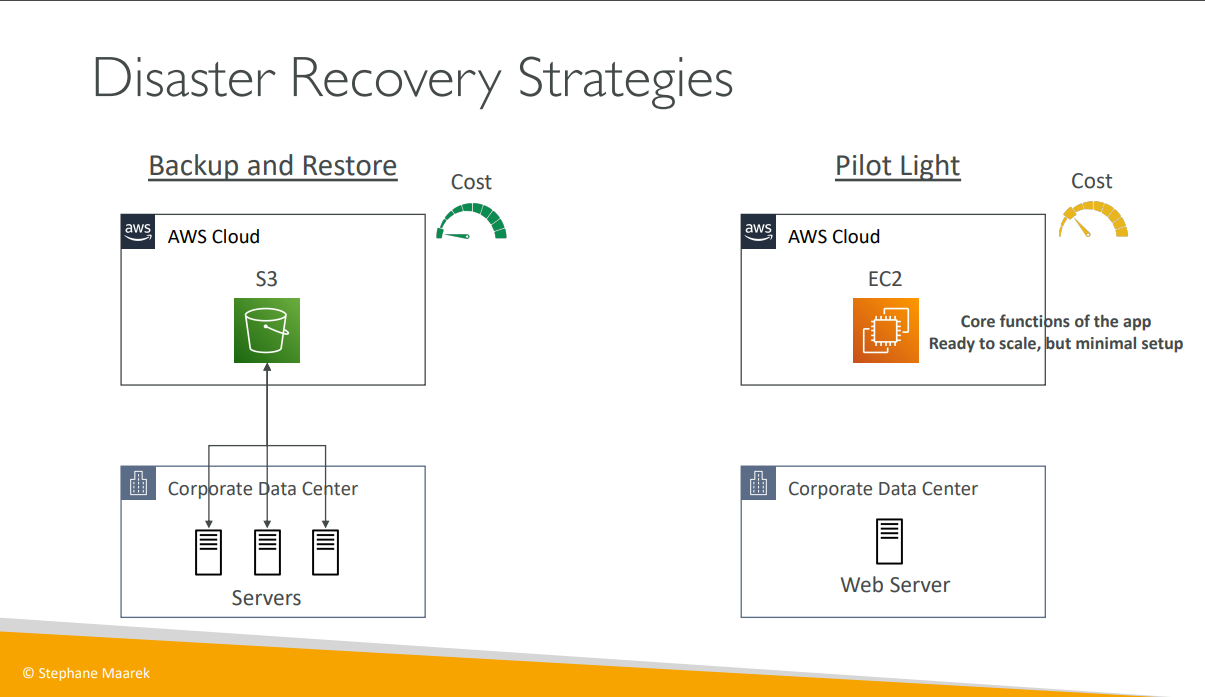 Disaster Recovery Strategies
Backup and Restore
Cost
aws
AWS Cloud
S3
Corporate Data Center
Servers
Pilot Light
Cost
aws
AWS Cloud
EC2
Core functions of the app
Ready to scale, but minimal setup
Corporate Data Center
Web Server
© Stephane Maarek